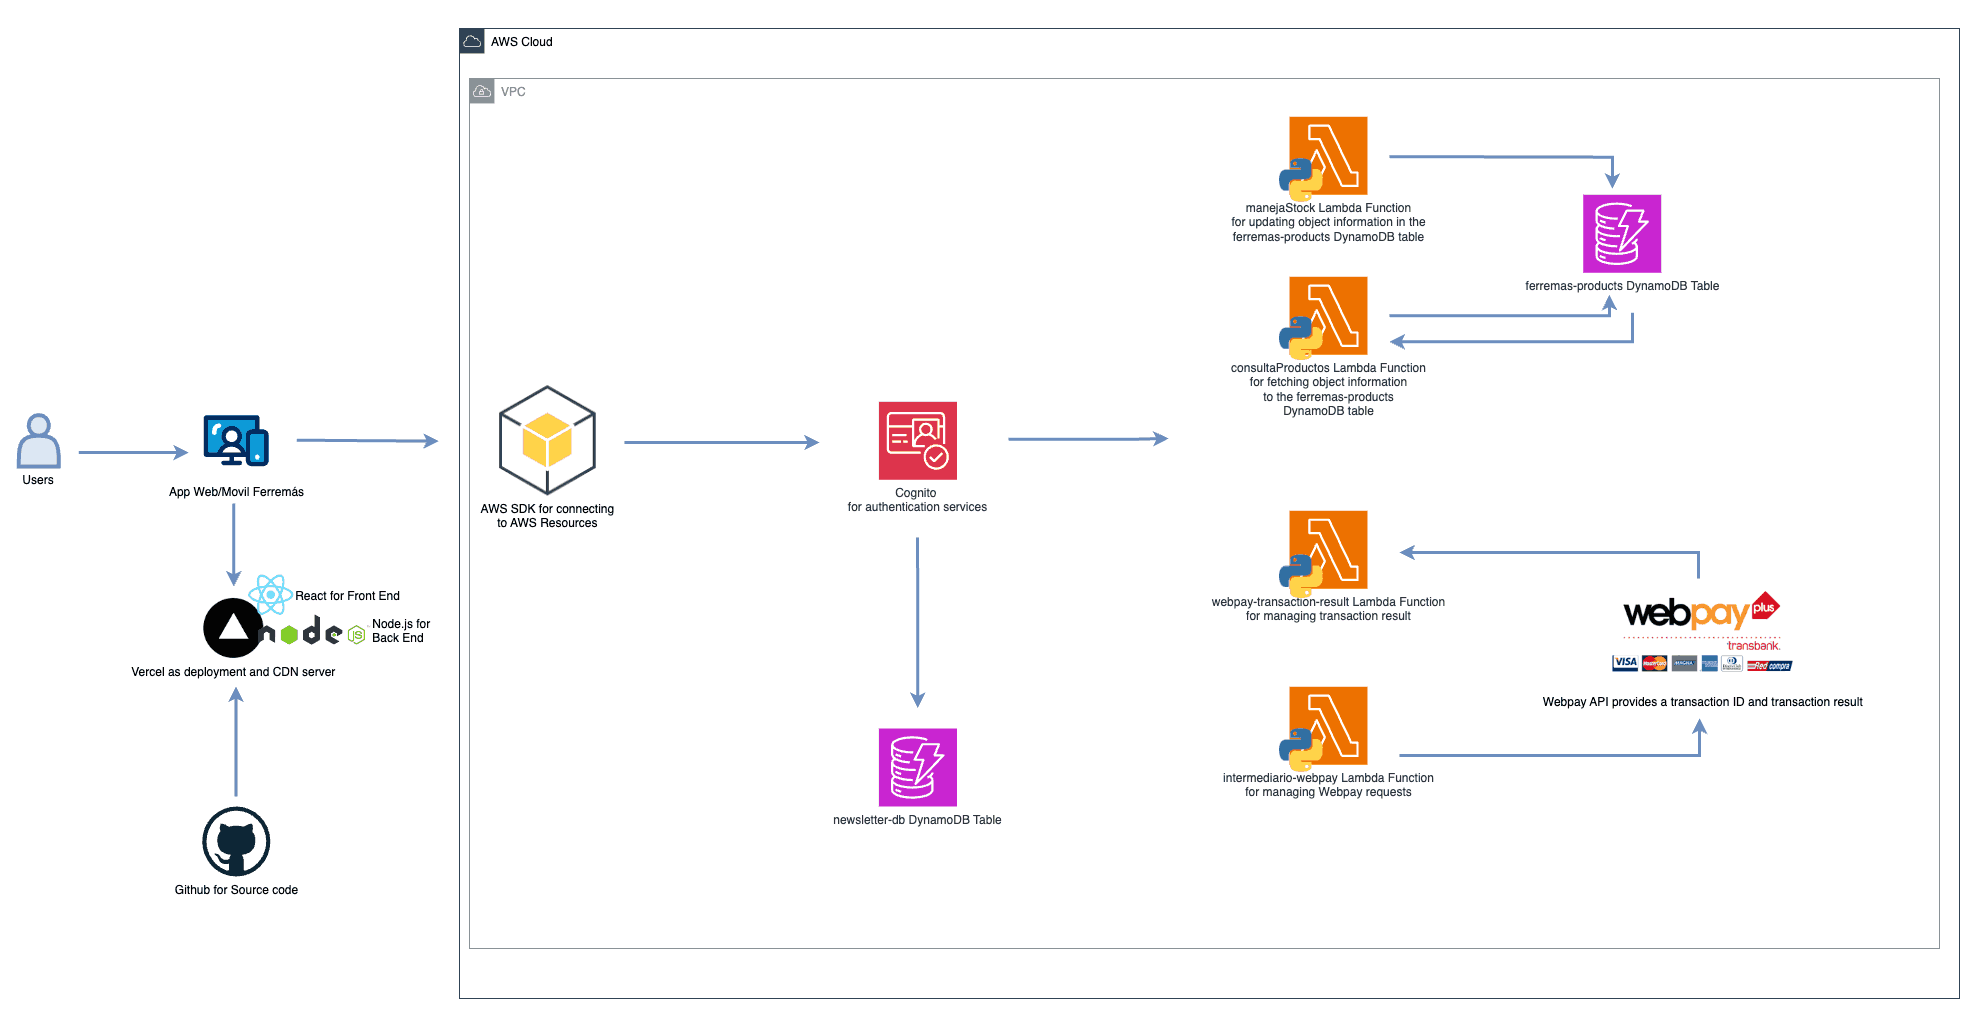 AWS Cloud
VPC
manejaStock Lambda Function
for updating object information in the
ferremas-products DynamoDB table
ferremas-products DynamoDB Table
consultaProductos Lambda Function
for fetching object information
to the ferremas-products
DynamoDB table
Users
App Web/Movil Ferremás
AWS SDK for connecting
to AWS Resources
Cognito
for authentication services
React for Front End
node
JS
Node.js for
Back End
Vercel as deployment and CDN server
webpay-transaction-result Lambda Function
for managing transaction result
webpay plus
transbank.
VISA MasterCard MAGNA Redcompra
Webpay API provides a transaction ID and transaction result
intermediario-webpay Lambda Function
for managing Webpay requests
newsletter-db DynamoDB Table
Github for Source code